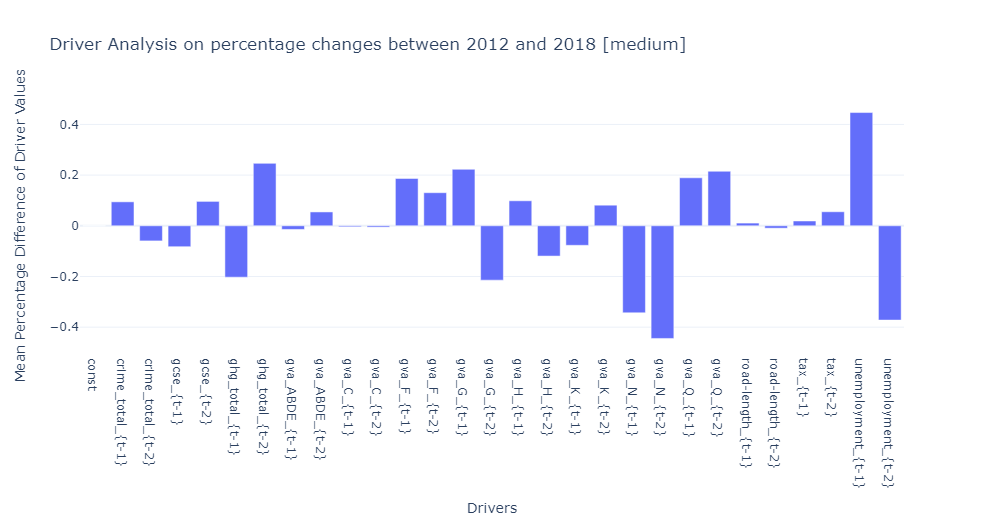 Driver Analysis on percentage changes between 2012 and 2018 [medium]
Mean Percentage Difference of Driver Values
0.4
0.2
0
−0.2
−0.4
const
crime_total_{t-1}
crime_total_{t-2}
gcse_{t-1}
gcse_{t-2}
ghg_total_{t-1}
ghg_total_{t-2}
gva_ABDE_{t-1}
gva_ABDE_{t-2}
gva_C_{t-1}
gva_C_{t-2}
gva_F_{t-1}
gva_F_{t-2}
gva_G_{t-1}
gva_G_{t-2}
gva_H_{t-1}
gva_H_{t-2}
gva_K_{t-1}
gva_K_{t-2}
gva_N_{t-1}
gva_N_{t-2}
gva_Q_{t-1}
gva_Q_{t-2}
road-length_{t-1}
road-length_{t-2}
tax_{t-1}
tax_{t-2}
unemployment_{t-1}
unemployment_{t-2}
Drivers